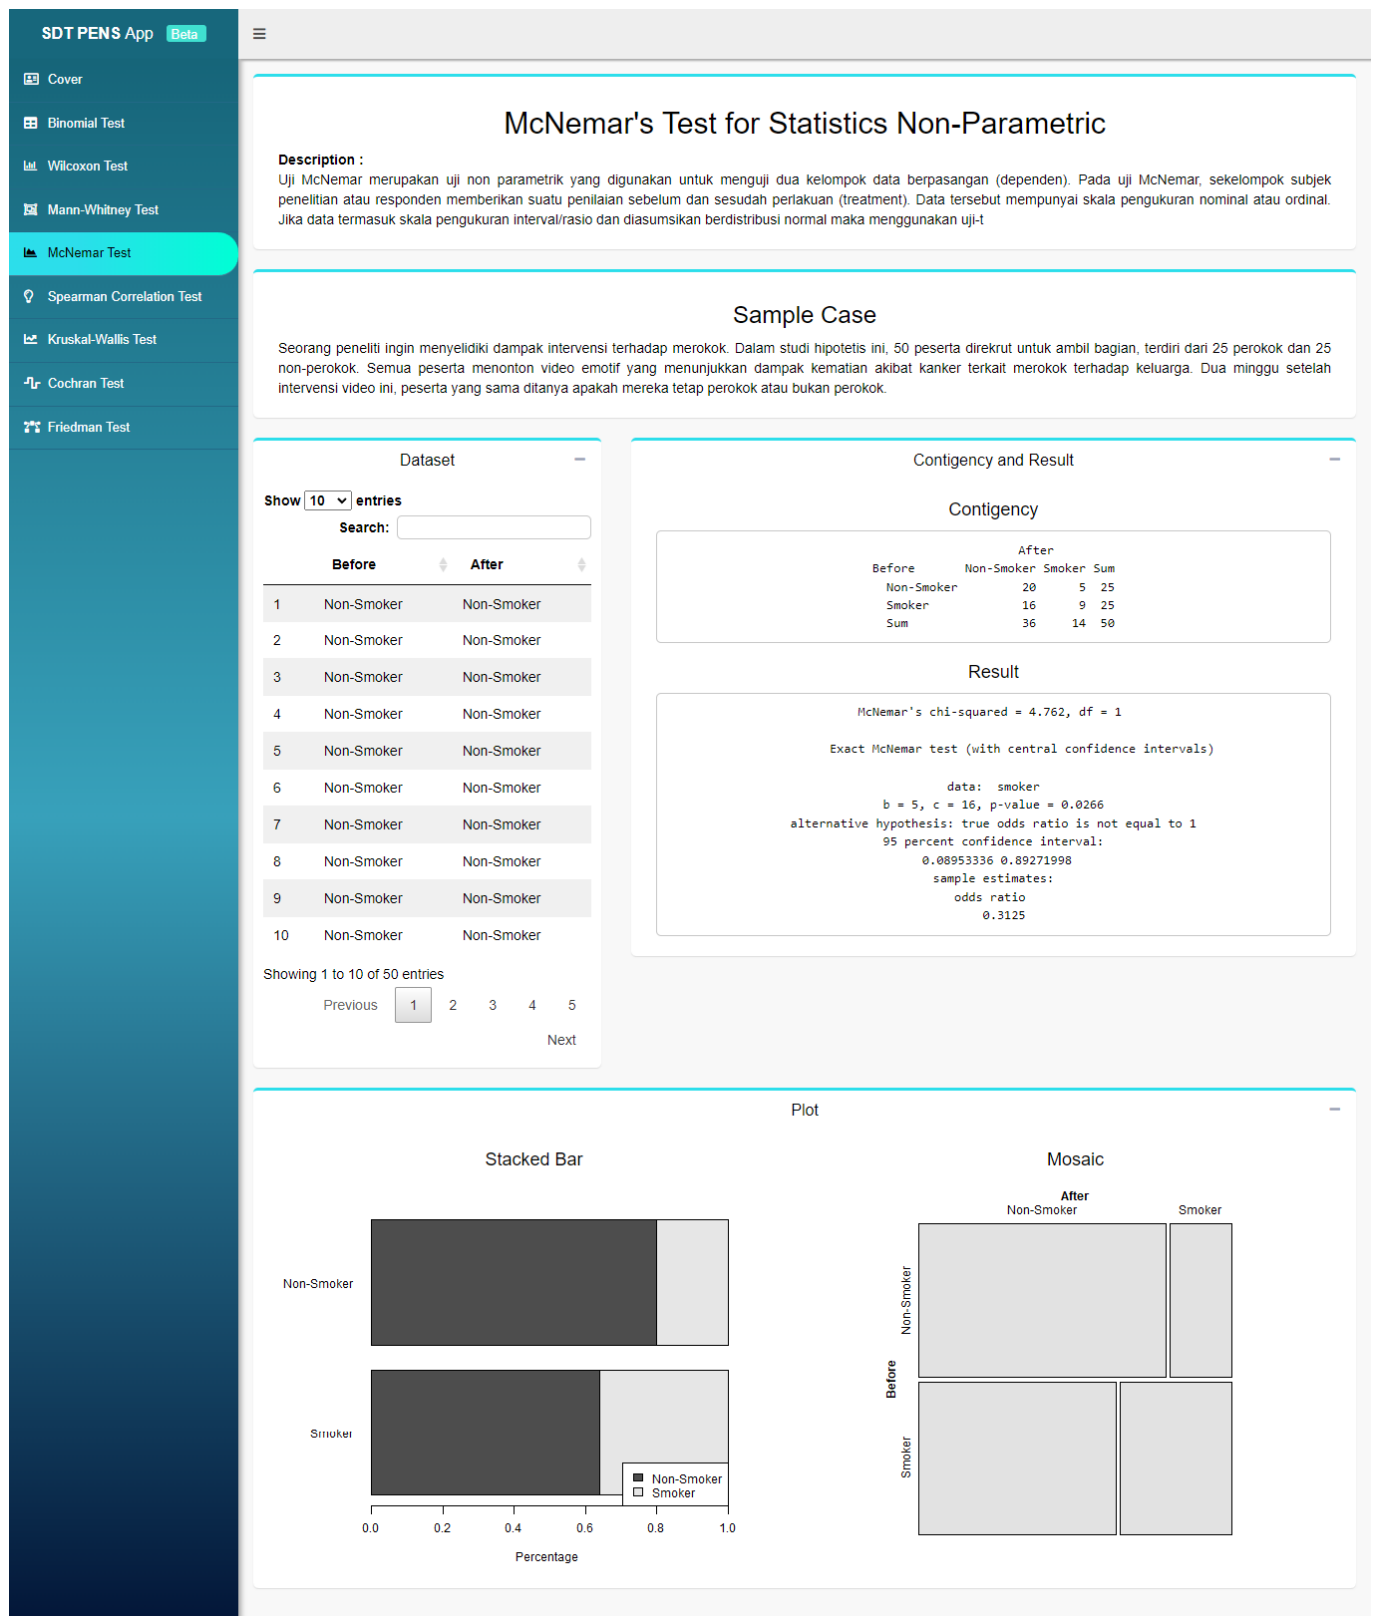 SDT PENS App Beta
Cover
Binomial Test
Wilcoxon Test
Mann-Whitney Test
McNemar Test
Spearman Correlation Test
Kruskal-Wallis Test
Cochran Test
Friedman Test
McNemar's Test for Statistics Non-Parametric
Description :
Uji McNemar merupakan uji non parametrik yang digunakan untuk menguji dua kelompok data berpasangan (dependen). Pada uji McNemar, sekelompok subjek
penelitian atau responden memberikan suatu penilaian sebelum dan sesudah perlakuan (treatment). Data tersebut mempunyai skala pengukuran nominal atau ordinal.
Jika data termasuk skala pengukuran interval/rasio dan diasumsikan berdistribusi normal maka menggunakan uji-t
Sample Case
Seorang peneliti ingin menyelidiki dampak intervensi terhadap merokok. Dalam studi hipotetis ini, 50 peserta direkrut untuk ambil bagian, terdiri dari 25 perokok dan 25
non-perokok. Semua peserta menonton video emotif yang menunjukkan dampak kematian akibat kanker terkait merokok terhadap keluarga. Dua minggu setelah
intervensi video ini, peserta yang sama ditanya apakah mereka tetap perokok atau bukan perokok.
Dataset
Show 10 entries
Search:
Before After
1 Non-Smoker Non-Smoker
2 Non-Smoker Non-Smoker
3 Non-Smoker Non-Smoker
4 Non-Smoker Non-Smoker
5 Non-Smoker Non-Smoker
6 Non-Smoker Non-Smoker
7 Non-Smoker Non-Smoker
8 Non-Smoker Non-Smoker
9 Non-Smoker Non-Smoker
10 Non-Smoker Non-Smoker
Showing 1 to 10 of 50 entries
Previous 1 2 3 4 5
Next
Contigency and Result
Contigency
After
Before Non-Smoker Smoker Sum
Non-Smoker 20 5 25
Smoker 16 9 25
Sum 36 14 50
Result
McNemar's chi-squared = 4.762, df = 1
Exact McNemar test (with central confidence intervals)
data: smoker
b = 5, c = 16, p-value = 0.0266
alternative hypothesis: true odds ratio is not equal to 1
95 percent confidence interval:
0.08953336 0.89271998
sample estimates:
odds ratio
0.3125
Plot
Stacked Bar
Non-Smoker
Smoker
Non-Smoker
Smoker
0.0 0.2 0.4 0.6 0.8 1.0
Percentage
Mosaic
After
Non-Smoker Smoker
Before
Non-Smoker
Smoker